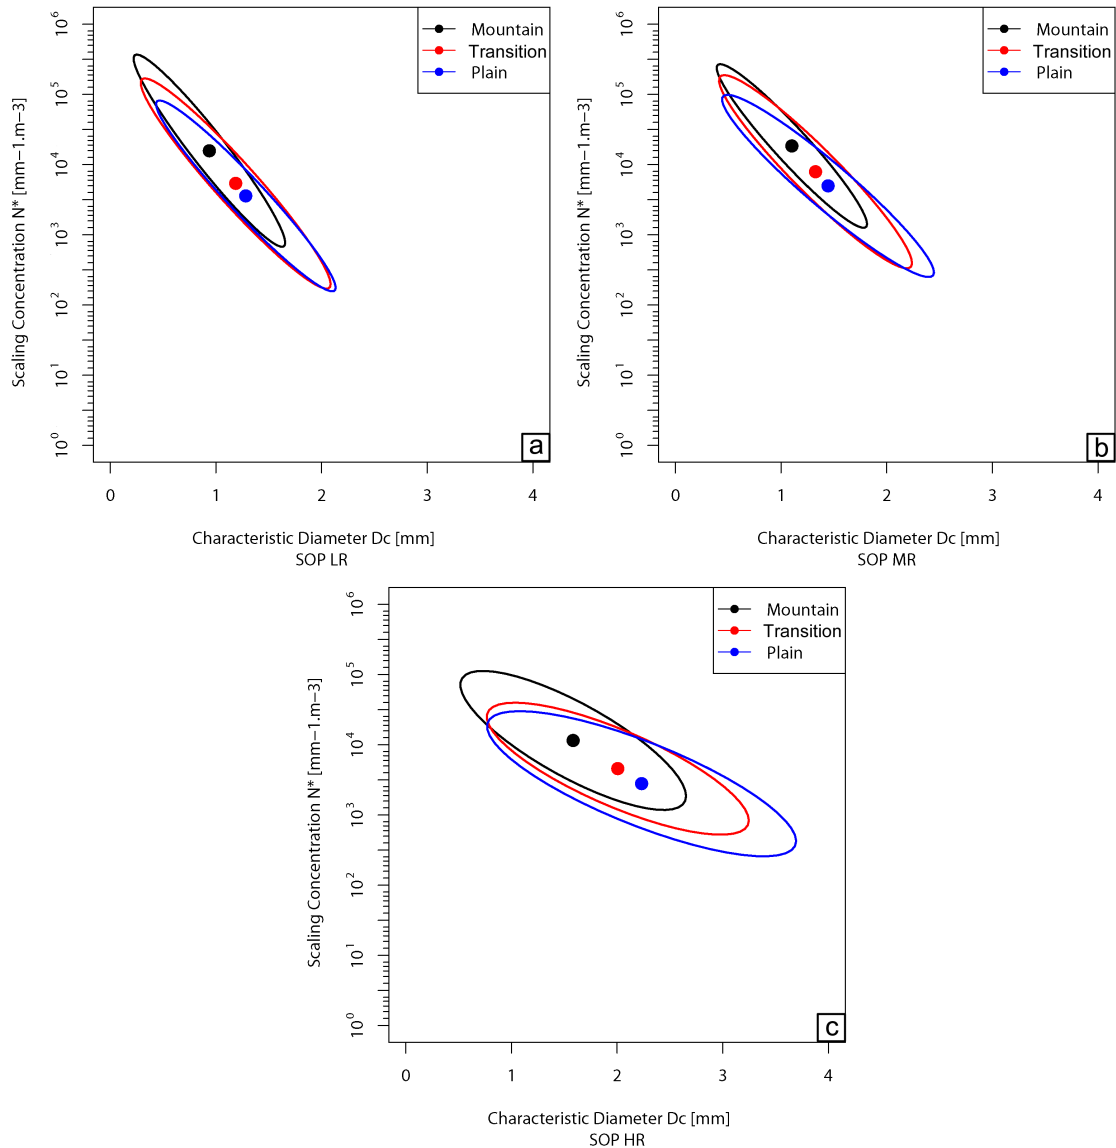 Scaling Concentration N* [mm−1.m−3]
10^6
10^5
10^4
10^3
10^2
10^1
10^0
Mountain
Transition
Plain
a
0 1 2 3 4
Characteristic Diameter Dc [mm]
SOP LR
Scaling Concentration N* [mm−1.m−3]
10^6
10^5
10^4
10^3
10^2
10^1
10^0
Mountain
Transition
Plain
b
0 1 2 3 4
Characteristic Diameter Dc [mm]
SOP MR
Scaling Concentration N* [mm−1.m−3]
10^6
10^5
10^4
10^3
10^2
10^1
10^0
Mountain
Transition
Plain
c
0 1 2 3 4
Characteristic Diameter Dc [mm]
SOP HR